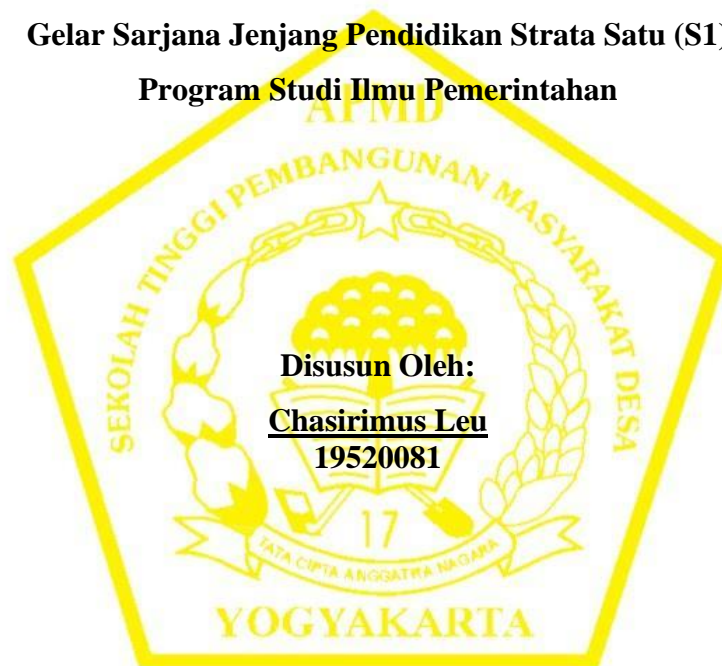 Gelar Sarjana Jenjang Pendidikan Strata Satu (S1)
Program Studi Ilmu Pemerintahan
APMD
SEKOLAH TINGGI PEMBANGUNAN MASYARAKAT DESA
Disusun Oleh:
Chasirimus Leu
19520081
17
TATA CIPTA ANGGATRA NAGARA
YOGYAKARTA